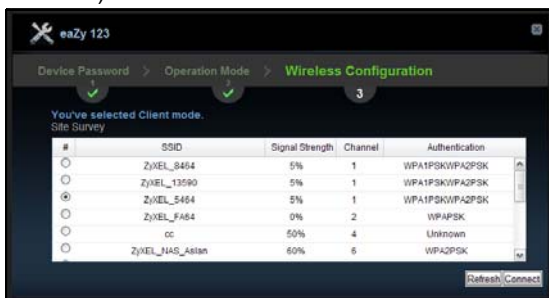 eaZy 123
Device Password > Operation Mode > Wireless Configuration
1 2 3
You've selected Client mode.
Site Survey
# SSID Signal Strength Channel Authentication
ZyXEL_8464 5% 1 WPA1PSKWPA2PSK
ZyXEL_13590 5% 1 WPA1PSKWPA2PSK
ZyXEL_5464 5% 1 WPA1PSKWPA2PSK
ZyXEL_FA64 0% 2 WPAPSK
cc 50% 4 Unknown
ZyXEL_NAS_Asian 60% 6 WPA2PSK
Refresh Connect